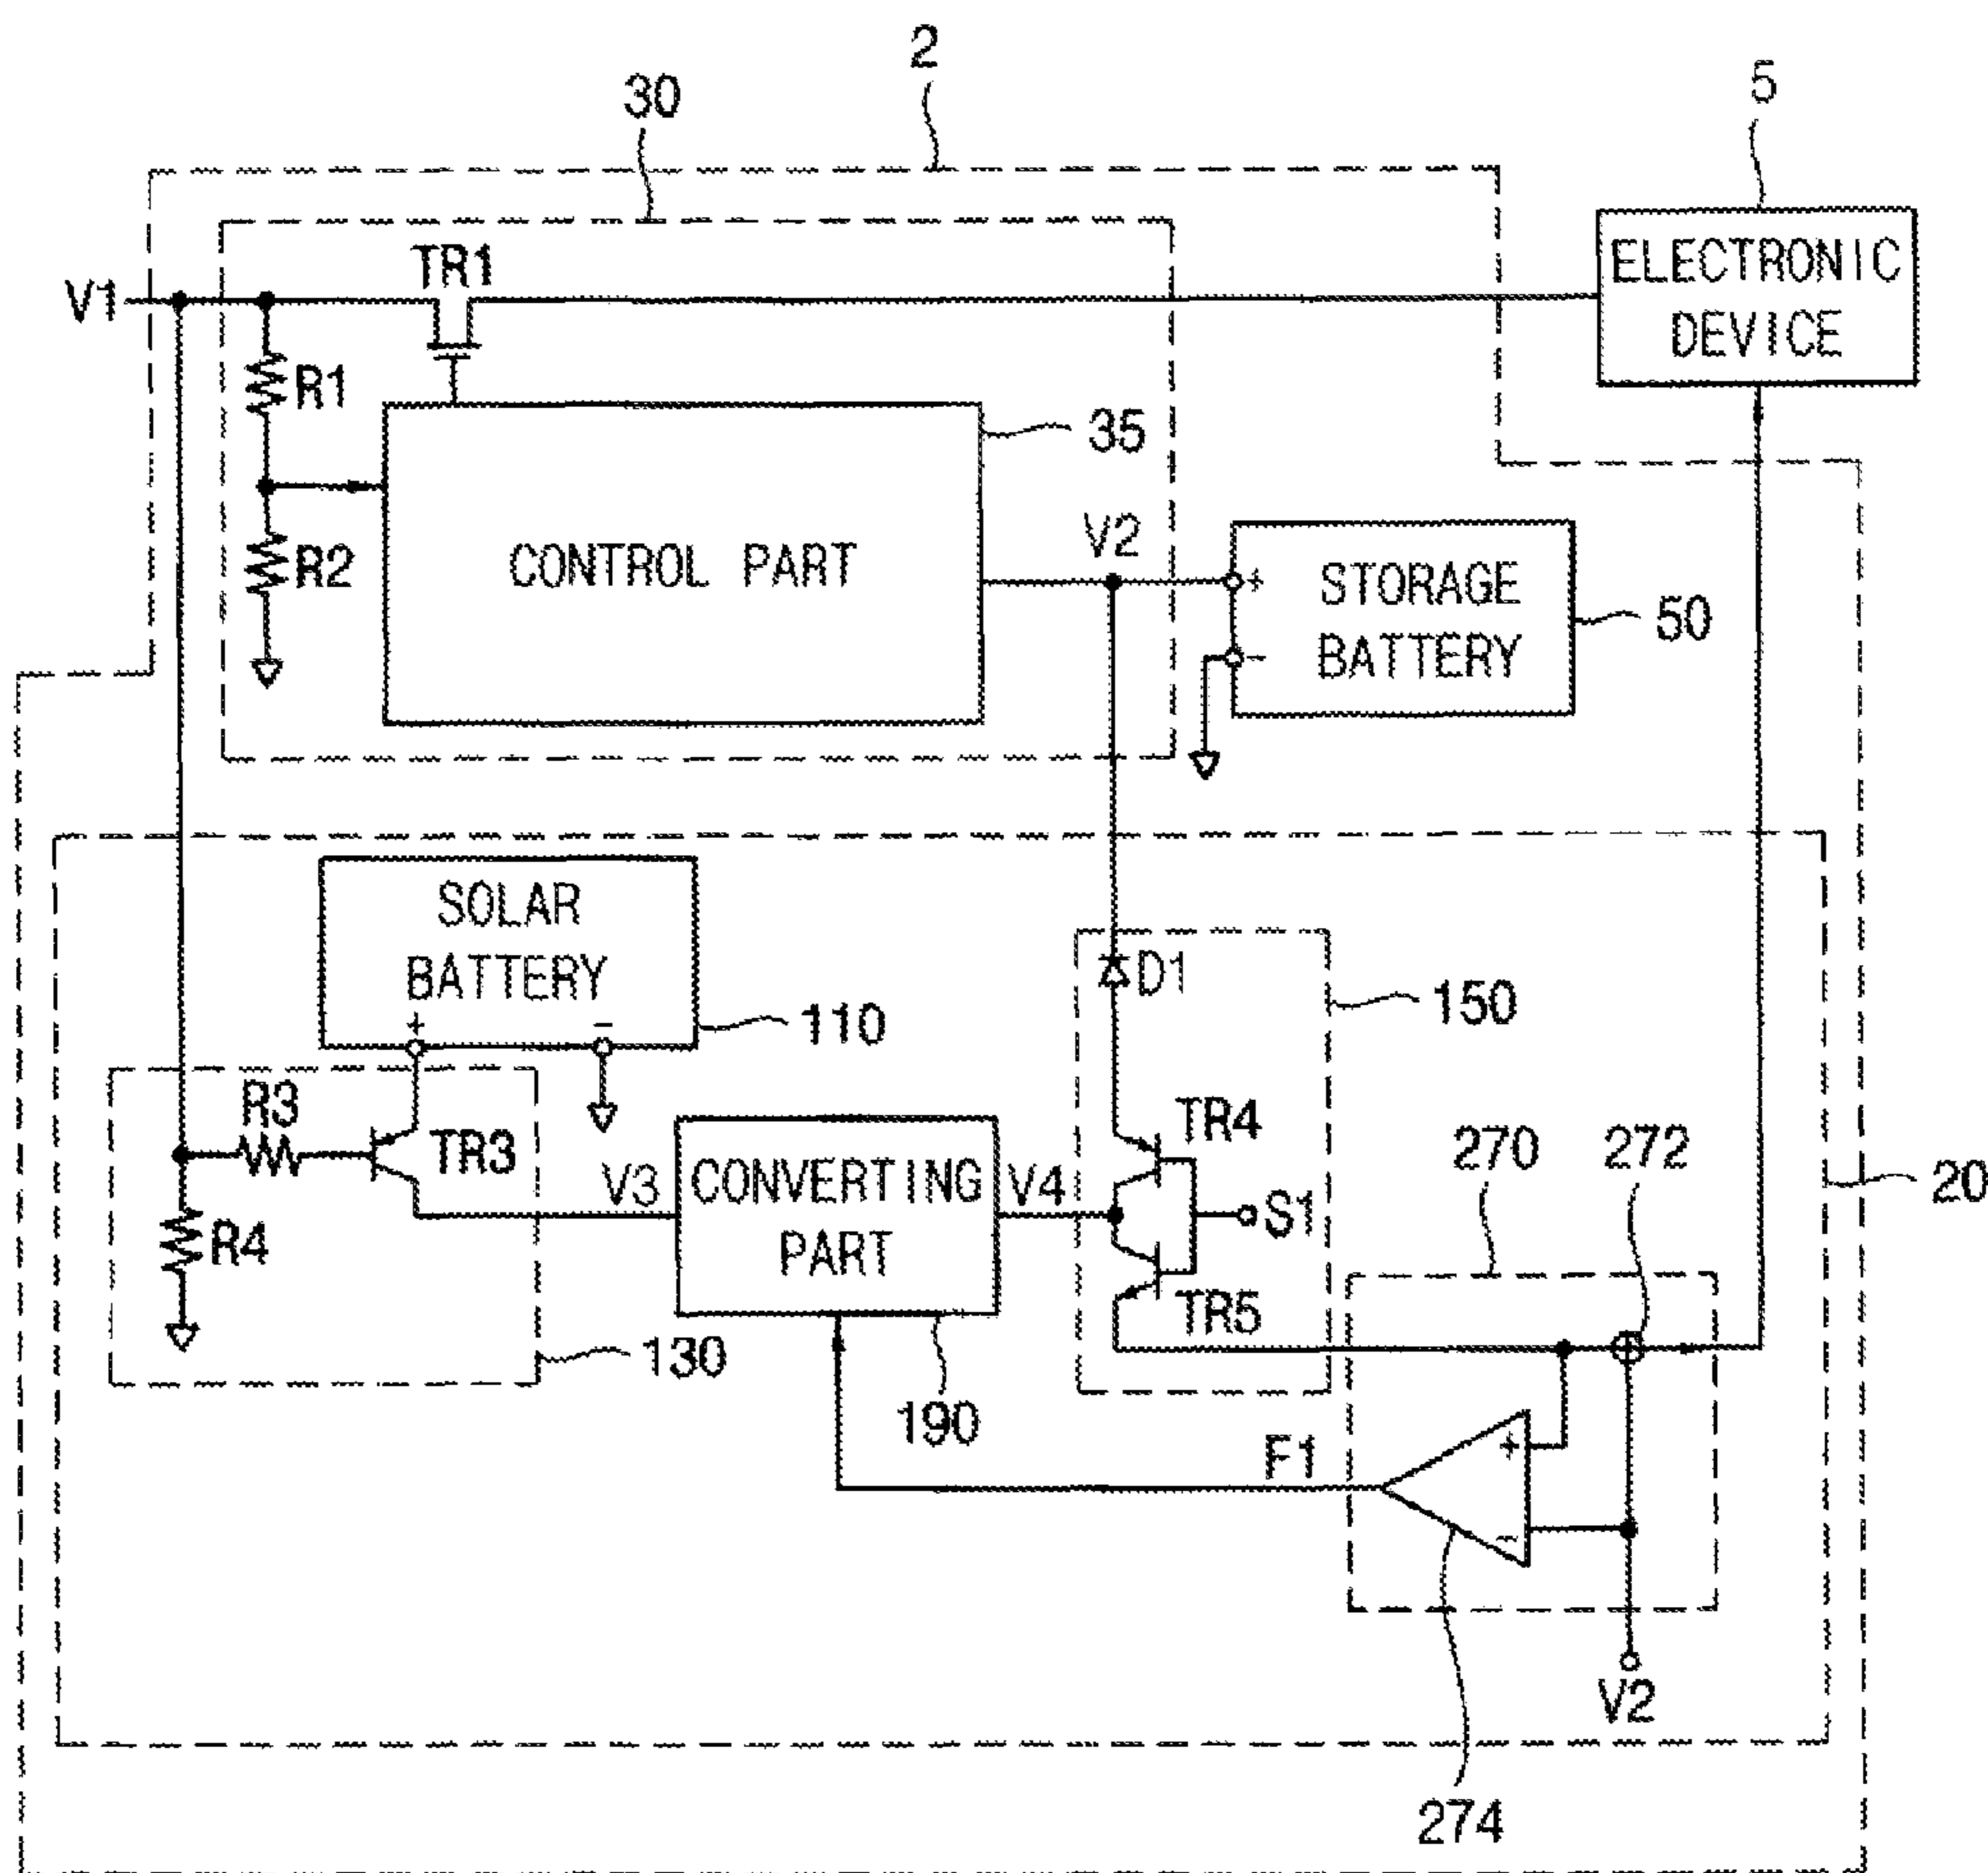 2
30
5
TR1
V1
ELECTRONIC
DEVICE
R1
35
R2
CONTROL PART
V2
+
STORAGE
BATTERY
-
50
SOLAR
BATTERY
+
-
110
D1
150
R3
TR3
TR4
270
272
20
V3
CONVERTING
PART
V4
S1
R4
TR5
130
190
F1
+
-
V2
274